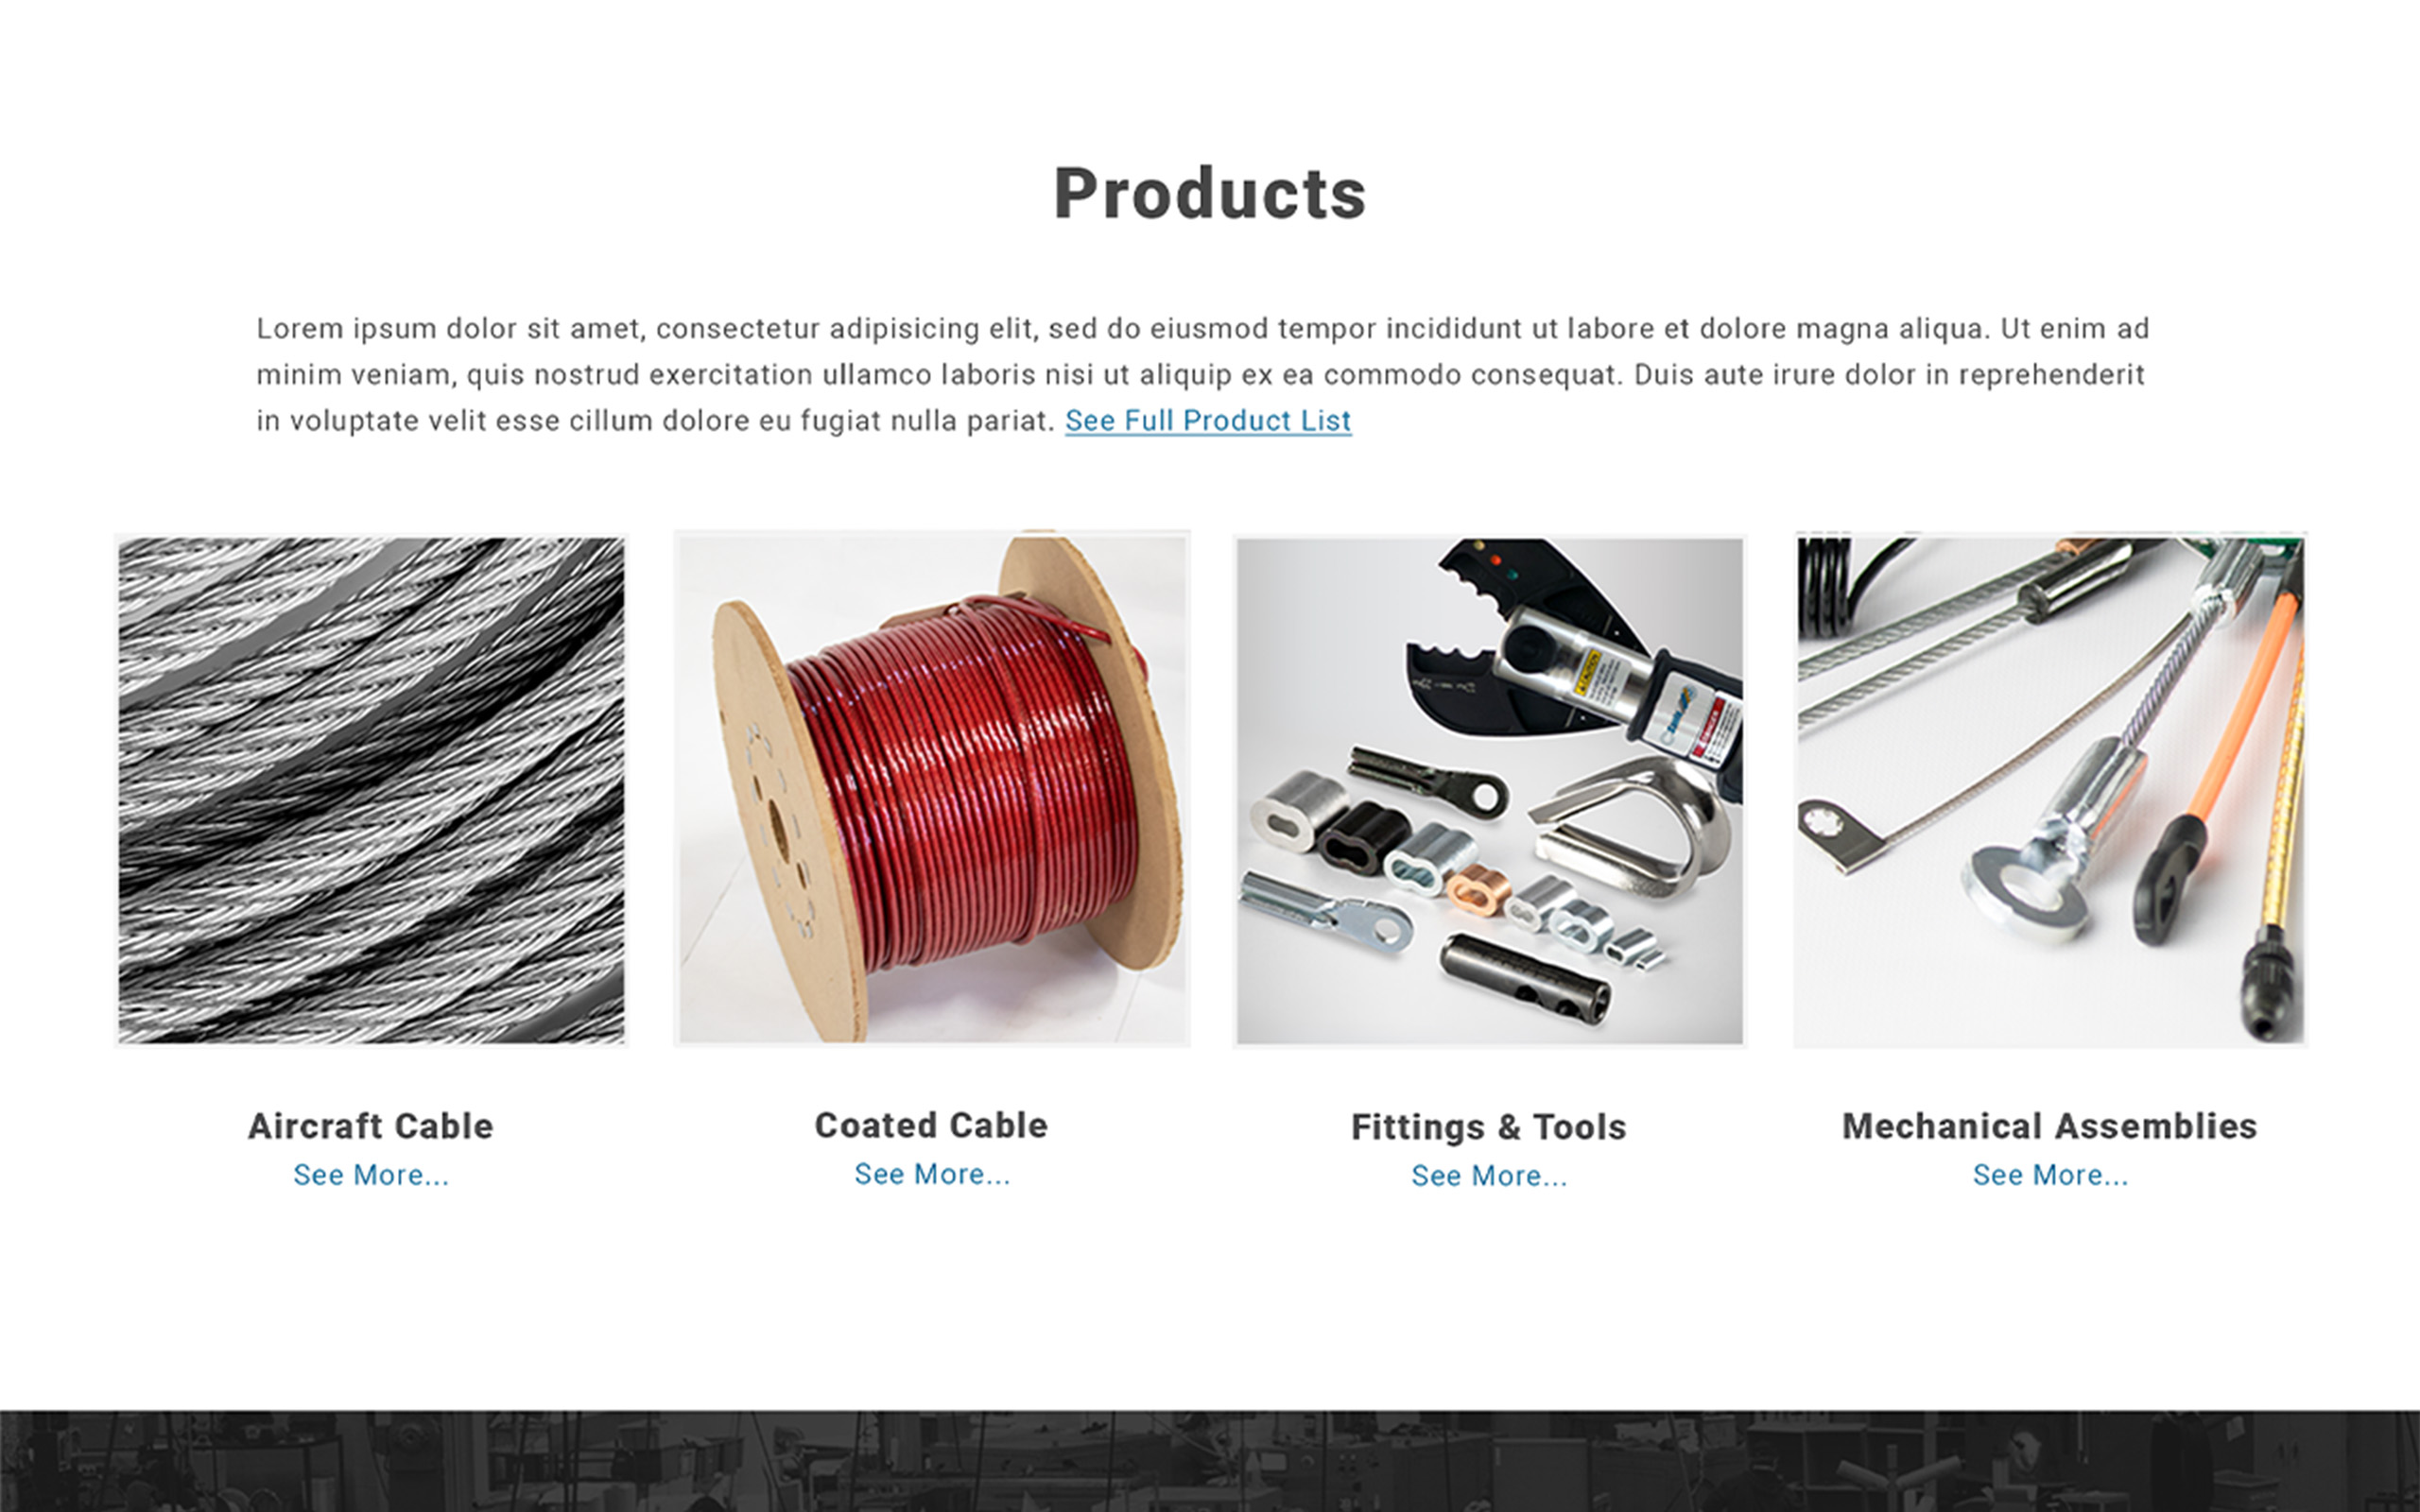 Products
Lorem ipsum dolor sit amet, consectetur adipisicing elit, sed do eiusmod tempor incididunt ut labore et dolore magna aliqua. Ut enim ad
minim veniam, quis nostrud exercitation ullamco laboris nisi ut aliquip ex ea commodo consequat. Duis aute irure dolor in reprehenderit
in voluptate velit esse cillum dolore eu fugiat nulla pariat. See Full Product List
Aircraft Cable
See More...
Coated Cable
See More...
Fittings & Tools
See More...
Mechanical Assemblies
See More...